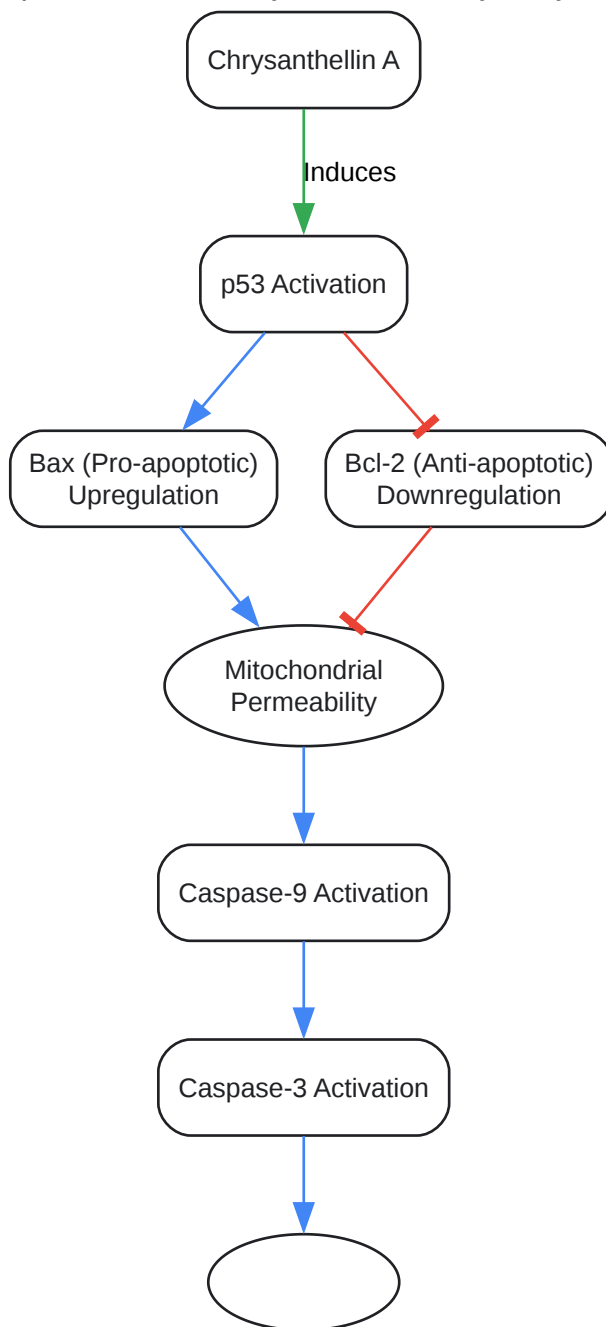 Chrysanthellin A
Induces
p53 Activation
Bax (Pro-apoptotic)
Upregulation
Bcl-2 (Anti-apoptotic)
Downregulation
Mitochondrial
Permeability
Caspase-9 Activation
Caspase-3 Activation